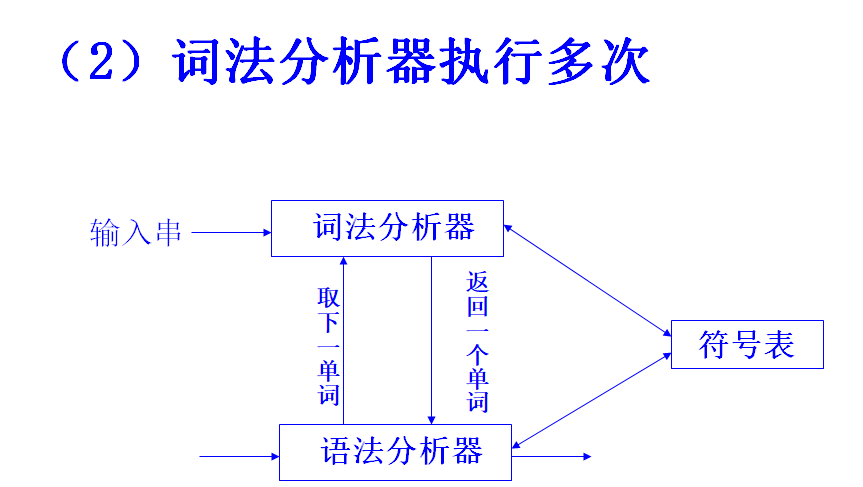 （2）词法分析器执行多次
输入串
词法分析器
取下一单词
返回一个单词
符号表
语法分析器